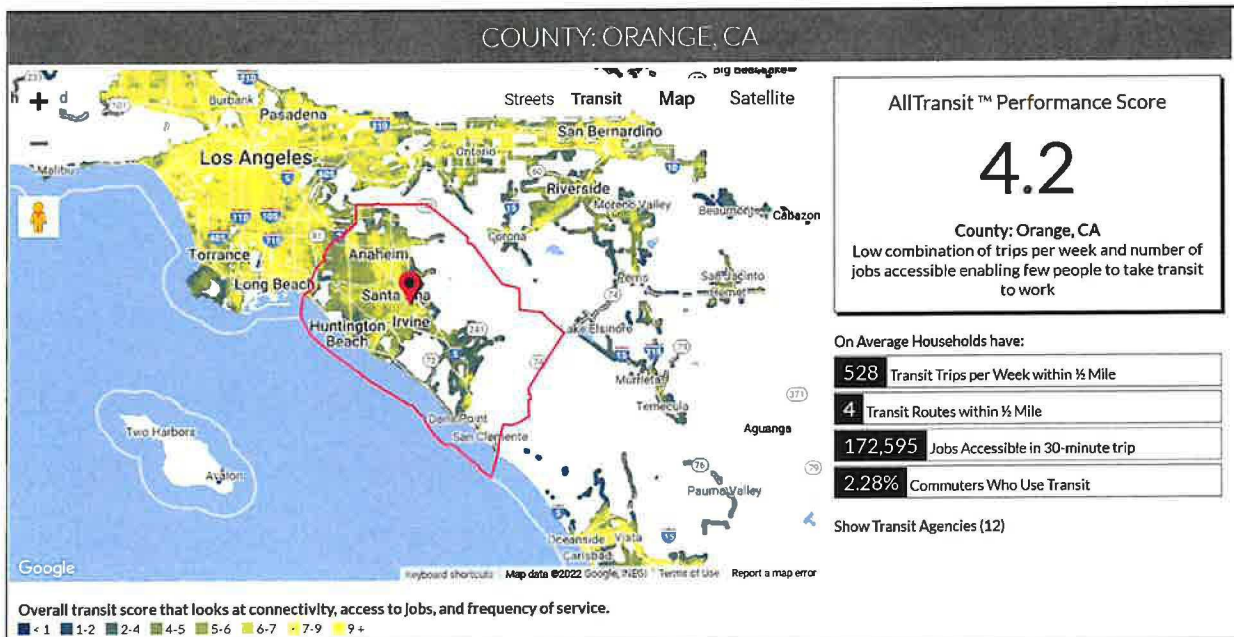 COUNTY: ORANGE, CA
Streets Transit Map Satellite
Burbank
Pasadena
Los Angeles
San Bernardino
Ontario
Riverside
Moreno Valley
Beaumont
Cabazon
Malibu
Corona
Torrance
Long Beach
Anaheim
Santa Ana
Irvine
Huntington
Beach
Perris
San Jacinto
Hemet
Lake Elsinore
Murrieta
Temecula
Aguanga
Dana Point
San Clemente
Two Harbors
Avalon
Pauma Valley
Oceanside
Vista
Carlsbad
Google
Keyboard shortcuts Map data ©2022 Google, INEGI Terms of Use Report a map error
Overall transit score that looks at connectivity, access to jobs, and frequency of service.
< 1 1-2 2-4 4-5 5-6 6-7 7-9 9 +
AllTransit ™ Performance Score
4.2
County: Orange, CA
Low combination of trips per week and number of
jobs accessible enabling few people to take transit
to work
On Average Households have:
528 Transit Trips per Week within ½ Mile
4 Transit Routes within ½ Mile
172,595 Jobs Accessible in 30-minute trip
2.28% Commuters Who Use Transit
Show Transit Agencies (12)